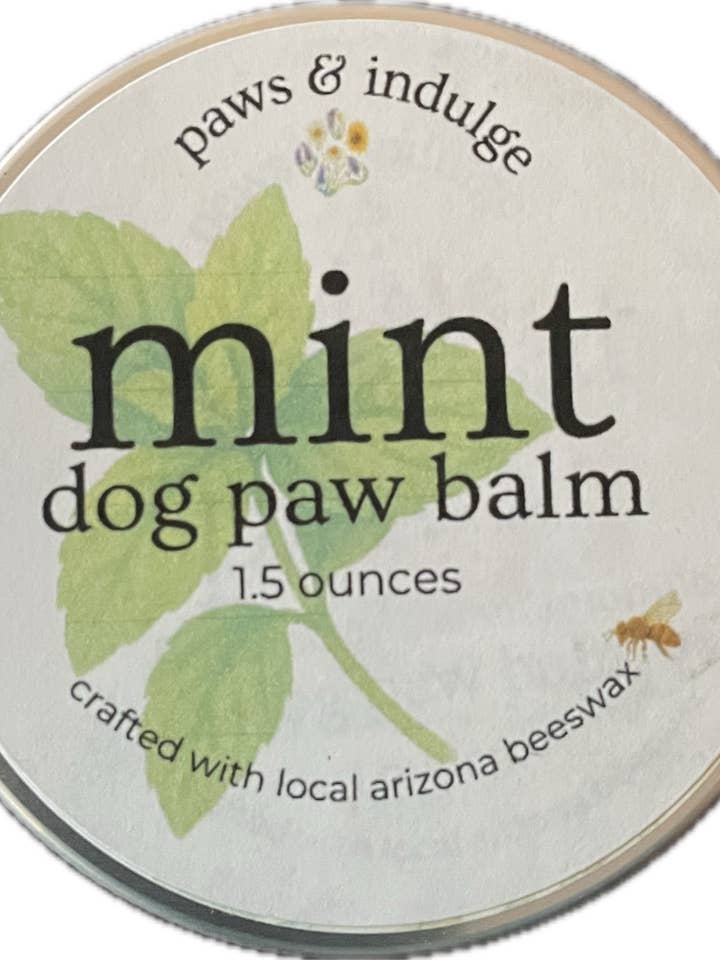 paws & indulge
mint
dog paw balm
1.5 ounces
crafted with local arizona beeswax